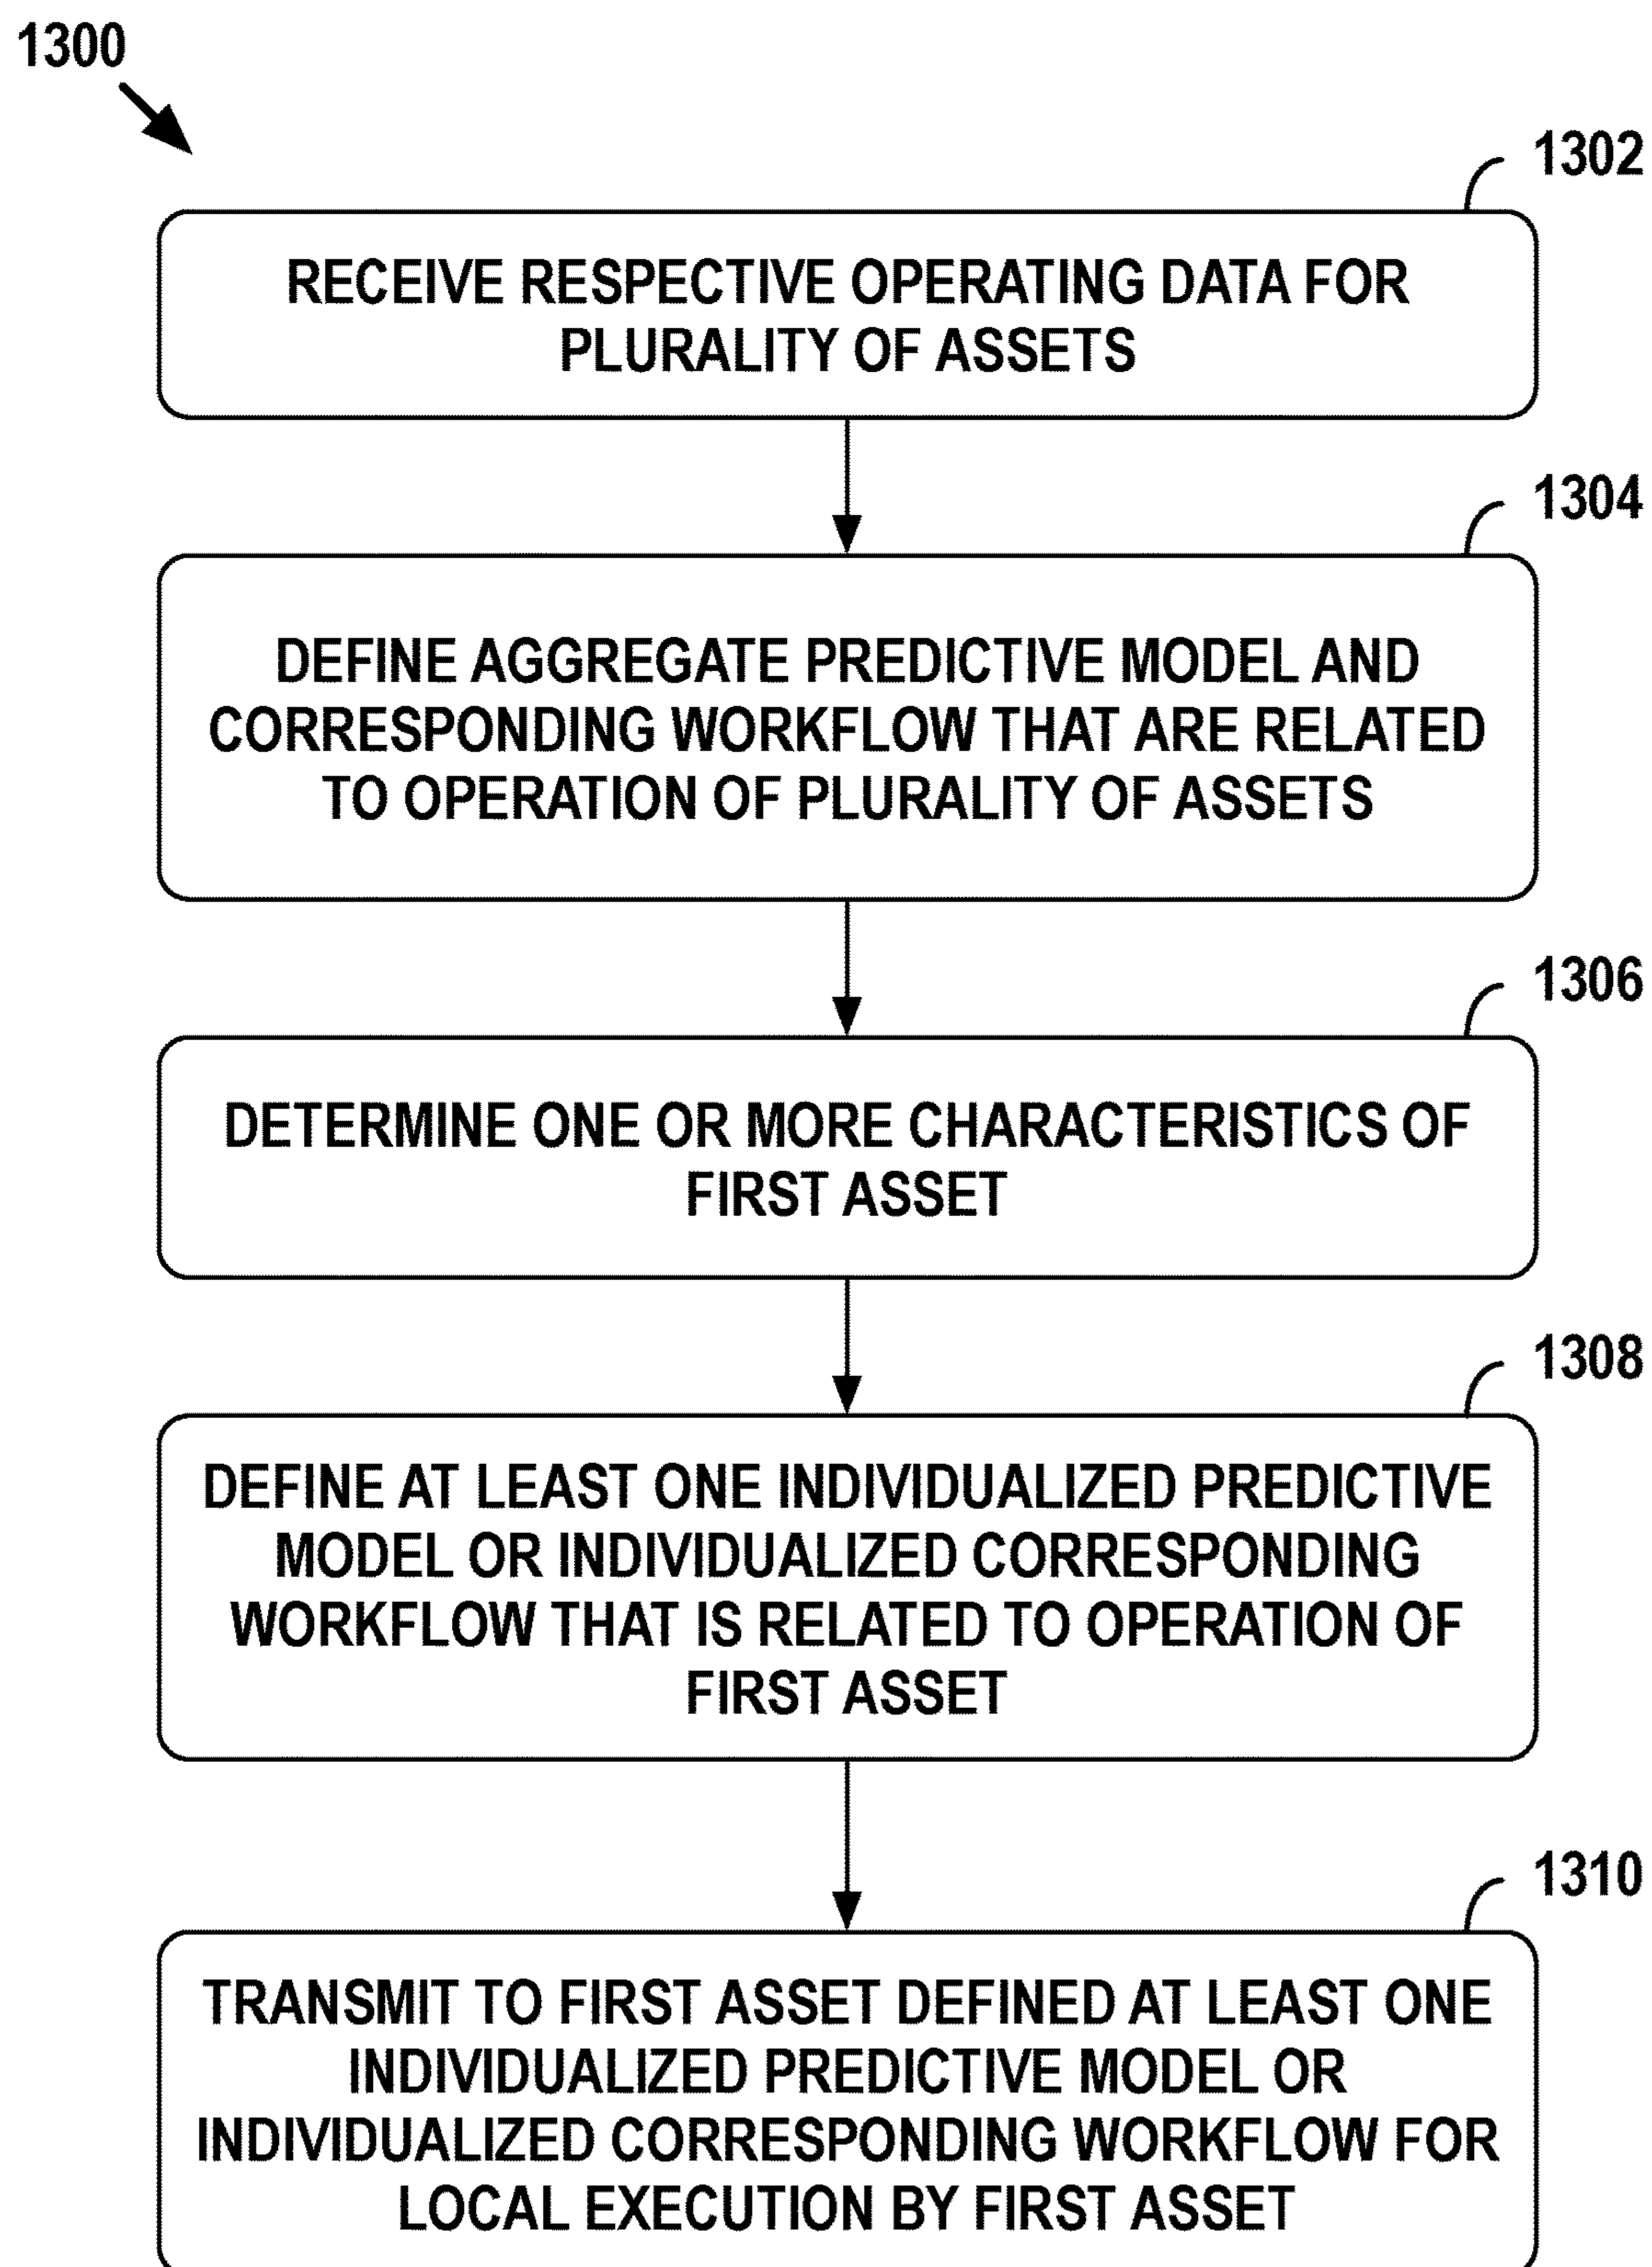 1300
1302
RECEIVE RESPECTIVE OPERATING DATA FOR
PLURALITY OF ASSETS
1304
DEFINE AGGREGATE PREDICTIVE MODEL AND
CORRESPONDING WORKFLOW THAT ARE RELATED
TO OPERATION OF PLURALITY OF ASSETS
1306
DETERMINE ONE OR MORE CHARACTERISTICS OF
FIRST ASSET
1308
DEFINE AT LEAST ONE INDIVIDUALIZED PREDICTIVE
MODEL OR INDIVIDUALIZED CORRESPONDING
WORKFLOW THAT IS RELATED TO OPERATION OF
FIRST ASSET
1310
TRANSMIT TO FIRST ASSET DEFINED AT LEAST ONE
INDIVIDUALIZED PREDICTIVE MODEL OR
INDIVIDUALIZED CORRESPONDING WORKFLOW FOR
LOCAL EXECUTION BY FIRST ASSET